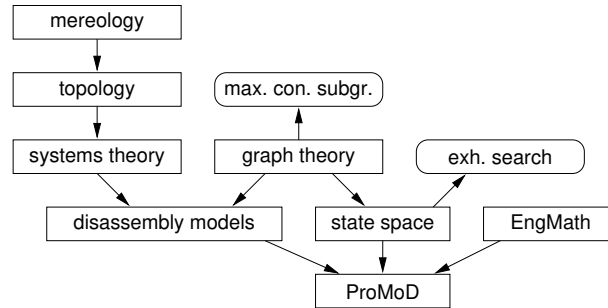 mereology
topology
max. con. subgr.
systems theory
graph theory
exh. search
disassembly models
state space
EngMath
ProMoD